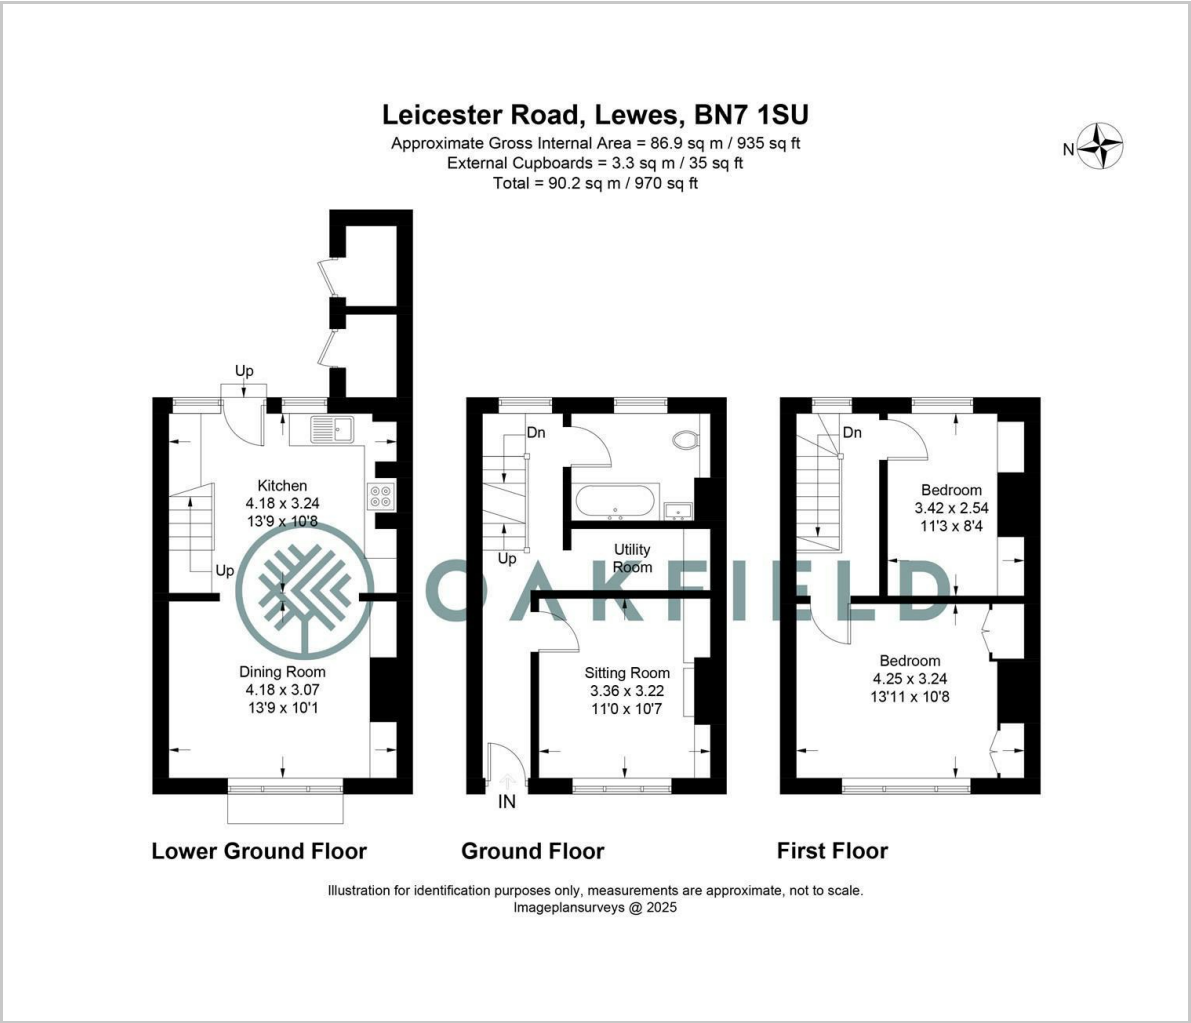 Leicester Road, Lewes, BN7 1SU
Approximate Gross Internal Area = 86.9 sq m / 935 sq ft
External Cupboards = 3.3 sq m / 35 sq ft
Total = 90.2 sq m / 970 sq ft
N
Up
Kitchen
4.18 x 3.24
13'9 x 10'8
Up
Dining Room
4.18 x 3.07
13'9 x 10'1
Lower Ground Floor
Dn
Up
Utility
Room
Sitting Room
3.36 x 3.22
11'0 x 10'7
IN
Ground Floor
Dn
Bedroom
3.42 x 2.54
11'3 x 8'4
Bedroom
4.25 x 3.24
13'11 x 10'8
First Floor
OAKFIELD
Illustration for identification purposes only, measurements are approximate, not to scale.
Imageplansurveys @ 2025